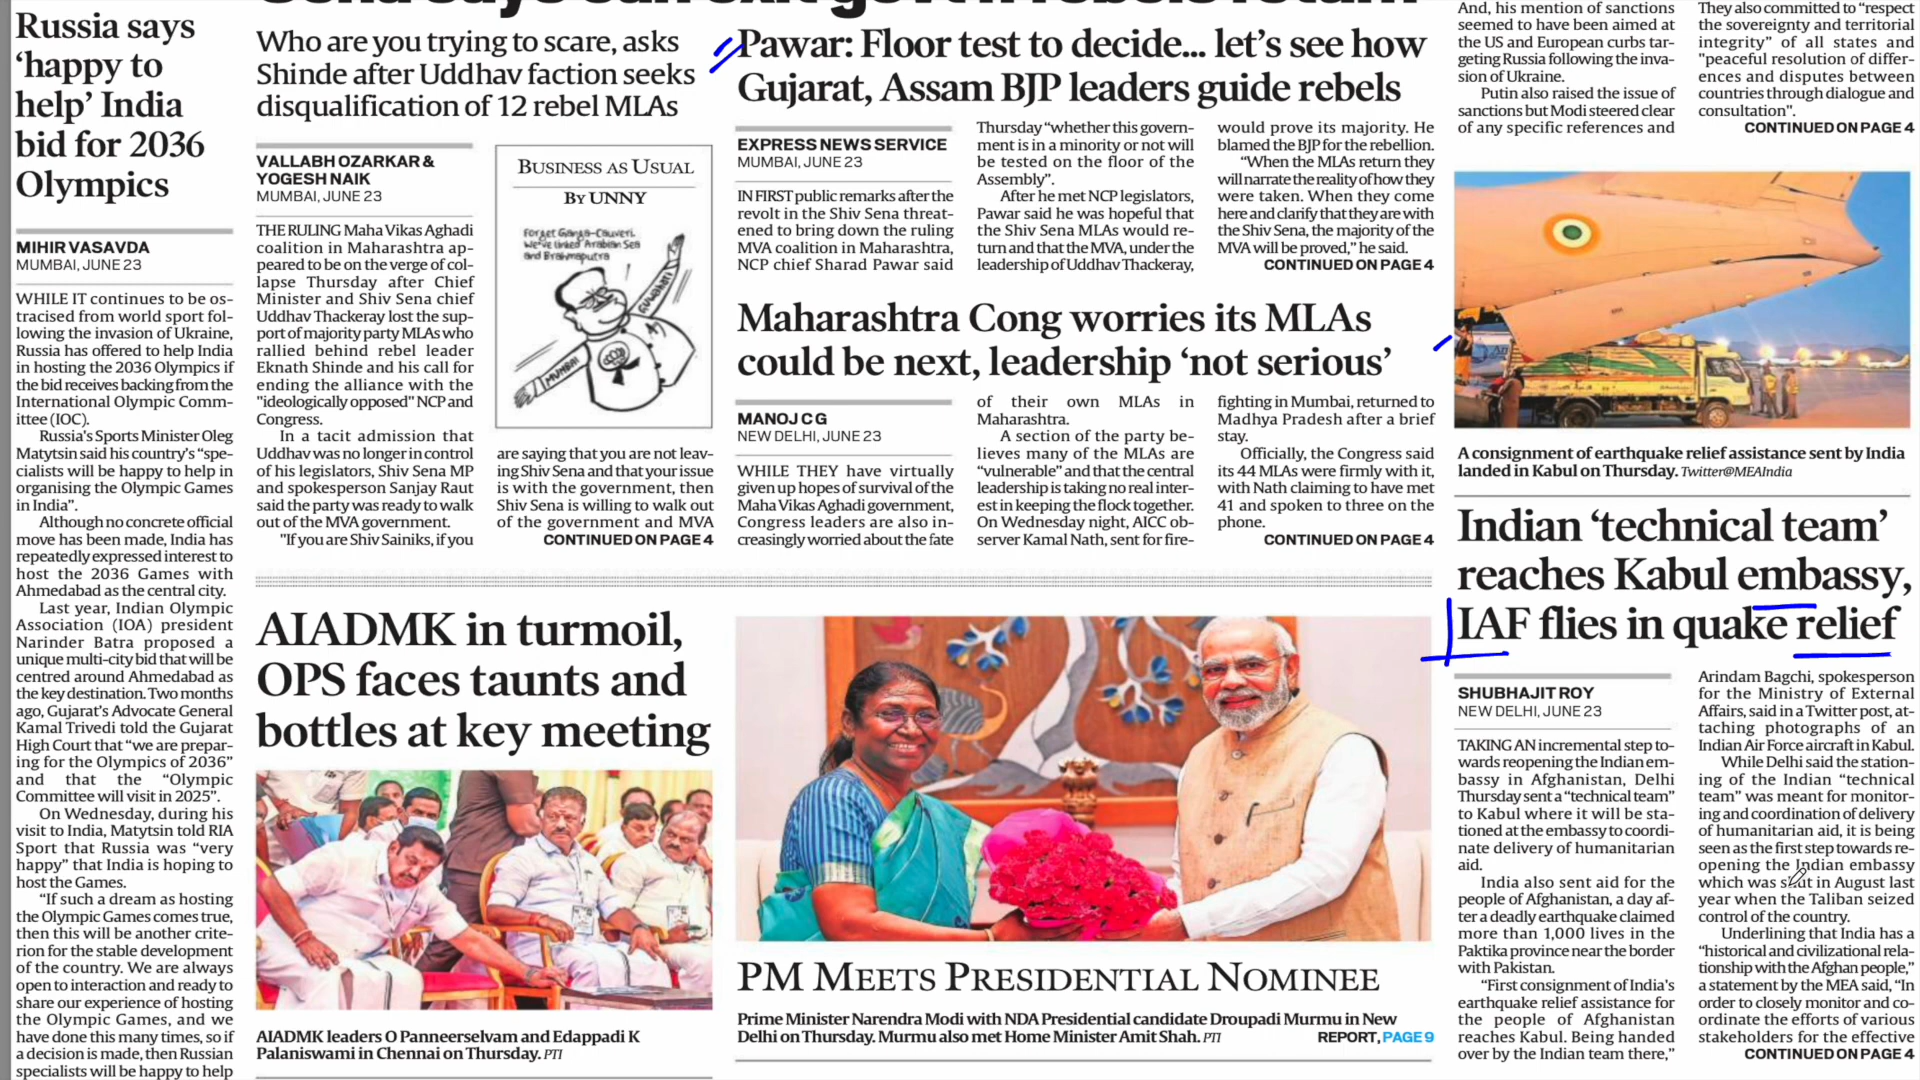 Russia says
‘happy to
help’ India
bid for 2036
Olympics
MIHIR VASAVDA
MUMBAI, JUNE 23
WHILE IT continues to be os-
tracised from world sport fol-
lowing the invasion of Ukraine,
Russia has offered to help India
in hosting the 2036 Olympics if
the bid receives backing from the
International Olympic Comm-
ittee (IOC).
Russia's Sports Minister Oleg
Matytsin said his country's “spe-
cialists will be happy to help in
organising the Olympic Games
in India”.
Although no concrete official
move has been made, India has
repeatedly expressed interest to
host the 2036 Games with
Ahmedabad as the central city.
Last year, Indian Olympic
Association (IOA) president
Narinder Batra proposed a
unique multi-city bid that will be
centred around Ahmedabad as
the key destination. Two months
ago, Gujarat's Advocate General
Kamal Trivedi told the Gujarat
High Court that “we are prepar-
ing for the Olympics of 2036”
and that the “Olympic
Committee will visit in 2025”.
On Wednesday, during his
visit to India, Matytsin told RIA
Sport that Russia was “very
happy” that India is hoping to
host the Games.
“If such a dream as hosting
the Olympic Games comes true,
then this will be another crite-
rion for the stable development
of the country. We are always
open to interaction and ready to
share our experience of hosting
the Olympic Games, and we
have done this many times, so if
a decision is made, then Russian
specialists will be happy to help
Who are you trying to scare, asks
Shinde after Uddhav faction seeks
disqualification of 12 rebel MLAs
VALLABH OZARKAR &
YOGESH NAIK
MUMBAI, JUNE 23
THE RULING Maha Vikas Aghadi
coalition in Maharashtra ap-
peared to be on the verge of col-
lapse Thursday after Chief
Minister and Shiv Sena chief
Uddhav Thackeray lost the sup-
port of majority party MLAs who
rallied behind rebel leader
Eknath Shinde and his call for
ending the alliance with the
"ideologically opposed" NCP and
Congress.
In a tacit admission that
Uddhav was no longer in control
of his legislators, Shiv Sena MP
and spokesperson Sanjay Raut
said the party was ready to walk
out of the MVA government.
"If you are Shiv Sainiks, if you
BUSINESS AS USUAL
BY UNNY
Forget Ganga-Cauveri.
We've linked Arabian Sea
and Brahmaputra
GUWAHATI
MUMBAI
are saying that you are not leav-
ing Shiv Sena and that your issue
is with the government, then
Shiv Sena is willing to walk out
of the government and MVA
CONTINUED ON PAGE 4
Pawar: Floor test to decide... let’s see how
Gujarat, Assam BJP leaders guide rebels
EXPRESS NEWS SERVICE
MUMBAI, JUNE 23
IN FIRST public remarks after the
revolt in the Shiv Sena threat-
ened to bring down the ruling
MVA coalition in Maharashtra,
NCP chief Sharad Pawar said
Thursday “whether this govern-
ment is in a minority or not will
be tested on the floor of the
Assembly”.
After he met NCP legislators,
Pawar said he was hopeful that
the Shiv Sena MLAs would re-
turn and that the MVA, under the
leadership of Uddhav Thackeray,
would prove its majority. He
blamed the BJP for the rebellion.
“When the MLAs return they
will narrate the reality of how they
were taken. When they come
here and clarify that they are with
the Shiv Sena, the majority of the
MVA will be proved,” he said.
CONTINUED ON PAGE 4
Maharashtra Cong worries its MLAs
could be next, leadership ‘not serious’
MANOJ C G
NEW DELHI, JUNE 23
WHILE THEY have virtually
given up hopes of survival of the
Maha Vikas Aghadi government,
Congress leaders are also in-
creasingly worried about the fate
of their own MLAs in
Maharashtra.
A section of the party be-
lieves many of the MLAs are
“vulnerable” and that the central
leadership is taking no real inter-
est in keeping the flock together.
On Wednesday night, AICC ob-
server Kamal Nath, sent for fire-
fighting in Mumbai, returned to
Madhya Pradesh after a brief
stay.
Officially, the Congress said
its 44 MLAs were firmly with it,
with Nath claiming to have met
41 and spoken to three on the
phone.
CONTINUED ON PAGE 4
AIADMK in turmoil,
OPS faces taunts and
bottles at key meeting
AIADMK leaders O Panneerselvam and Edappadi K
Palaniswami in Chennai on Thursday. PTI
PM MEETS PRESIDENTIAL NOMINEE
Prime Minister Narendra Modi with NDA Presidential candidate Droupadi Murmu in New
Delhi on Thursday. Murmu also met Home Minister Amit Shah. PTI REPORT, PAGE 9
And, his mention of sanctions
seemed to have been aimed at
the US and European curbs tar-
geting Russia following the inva-
sion of Ukraine.
Putin also raised the issue of
sanctions but Modi steered clear
of any specific references and
They also committed to “respect
the sovereignty and territorial
integrity” of all states and
"peaceful resolution of differ-
ences and disputes between
countries through dialogue and
consultation”.
CONTINUED ON PAGE 4
A consignment of earthquake relief assistance sent by India
landed in Kabul on Thursday. Twitter@MEAIndia
Indian ‘technical team’
reaches Kabul embassy,
IAF flies in quake relief
SHUBHAJIT ROY
NEW DELHI, JUNE 23
TAKING AN incremental step to-
wards reopening the Indian em-
bassy in Afghanistan, Delhi
Thursday sent a “technical team”
to Kabul where it will be sta-
tioned at the embassy to coordi-
nate delivery of humanitarian
aid.
India also sent aid for the
people of Afghanistan, a day af-
ter a deadly earthquake claimed
more than 1,000 lives in the
Paktika province near the border
with Pakistan.
“First consignment of India's
earthquake relief assistance for
the people of Afghanistan
reaches Kabul. Being handed
over by the Indian team there,”
Arindam Bagchi, spokesperson
for the Ministry of External
Affairs, said in a Twitter post, at-
taching photographs of an
Indian Air Force aircraft in Kabul.
While Delhi said the station-
ing of the Indian “technical
team” was meant for monitor-
ing and coordination of delivery
of humanitarian aid, it is being
seen as the first step towards re-
opening the Indian embassy
which was shut in August last
year when the Taliban seized
control of the country.
Underlining that India has a
“historical and civilizational rela-
tionship with the Afghan people,”
a statement by the MEA said, “In
order to closely monitor and co-
ordinate the efforts of various
stakeholders for the effective
CONTINUED ON PAGE 4